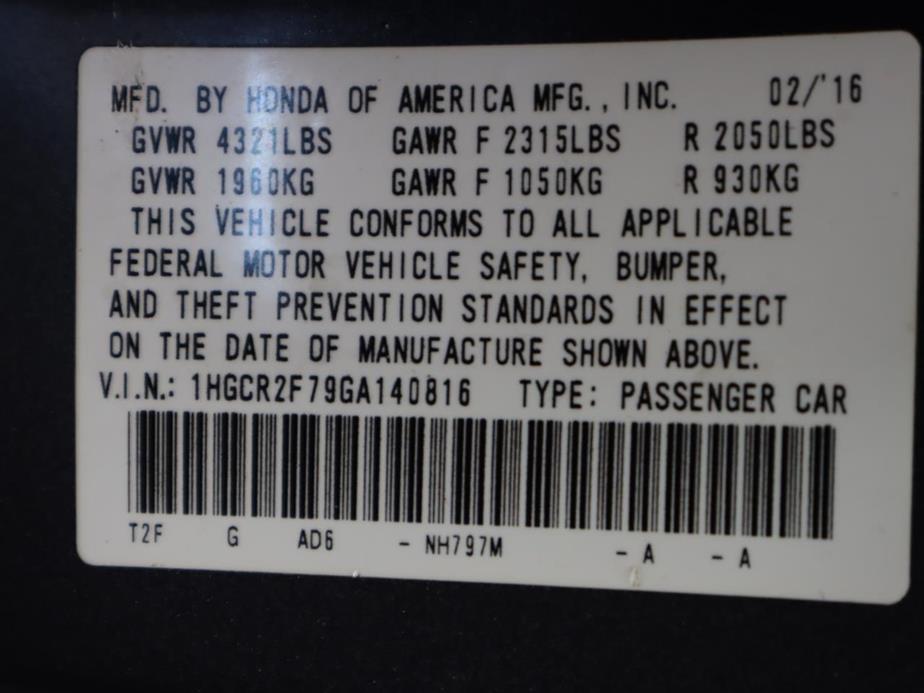 MFD. BY HONDA OF AMERICA MFG., INC. 02/'16
GVWR 4321LBS GAWR F 2315LBS R 2050LBS
GVWR 1960KG GAWR F 1050KG R 930KG
THIS VEHICLE CONFORMS TO ALL APPLICABLE
FEDERAL MOTOR VEHICLE SAFETY, BUMPER,
AND THEFT PREVENTION STANDARDS IN EFFECT
ON THE DATE OF MANUFACTURE SHOWN ABOVE.
V.I.N.: 1HGCR2F79GA140816 TYPE: PASSENGER CAR
T2F G AD6 - NH797M - A - A